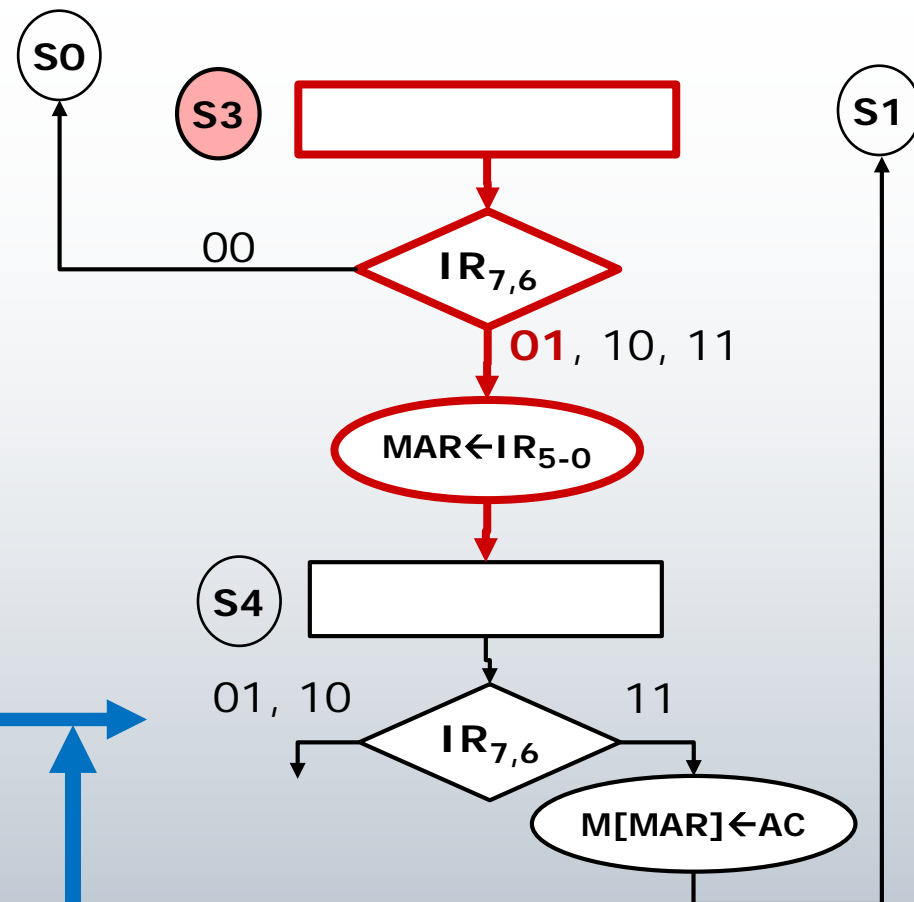 S0
S3
S1
00
IR7,6
01, 10, 11
MAR←IR5-0
S4
01, 10
11
IR7,6
M[MAR]←AC